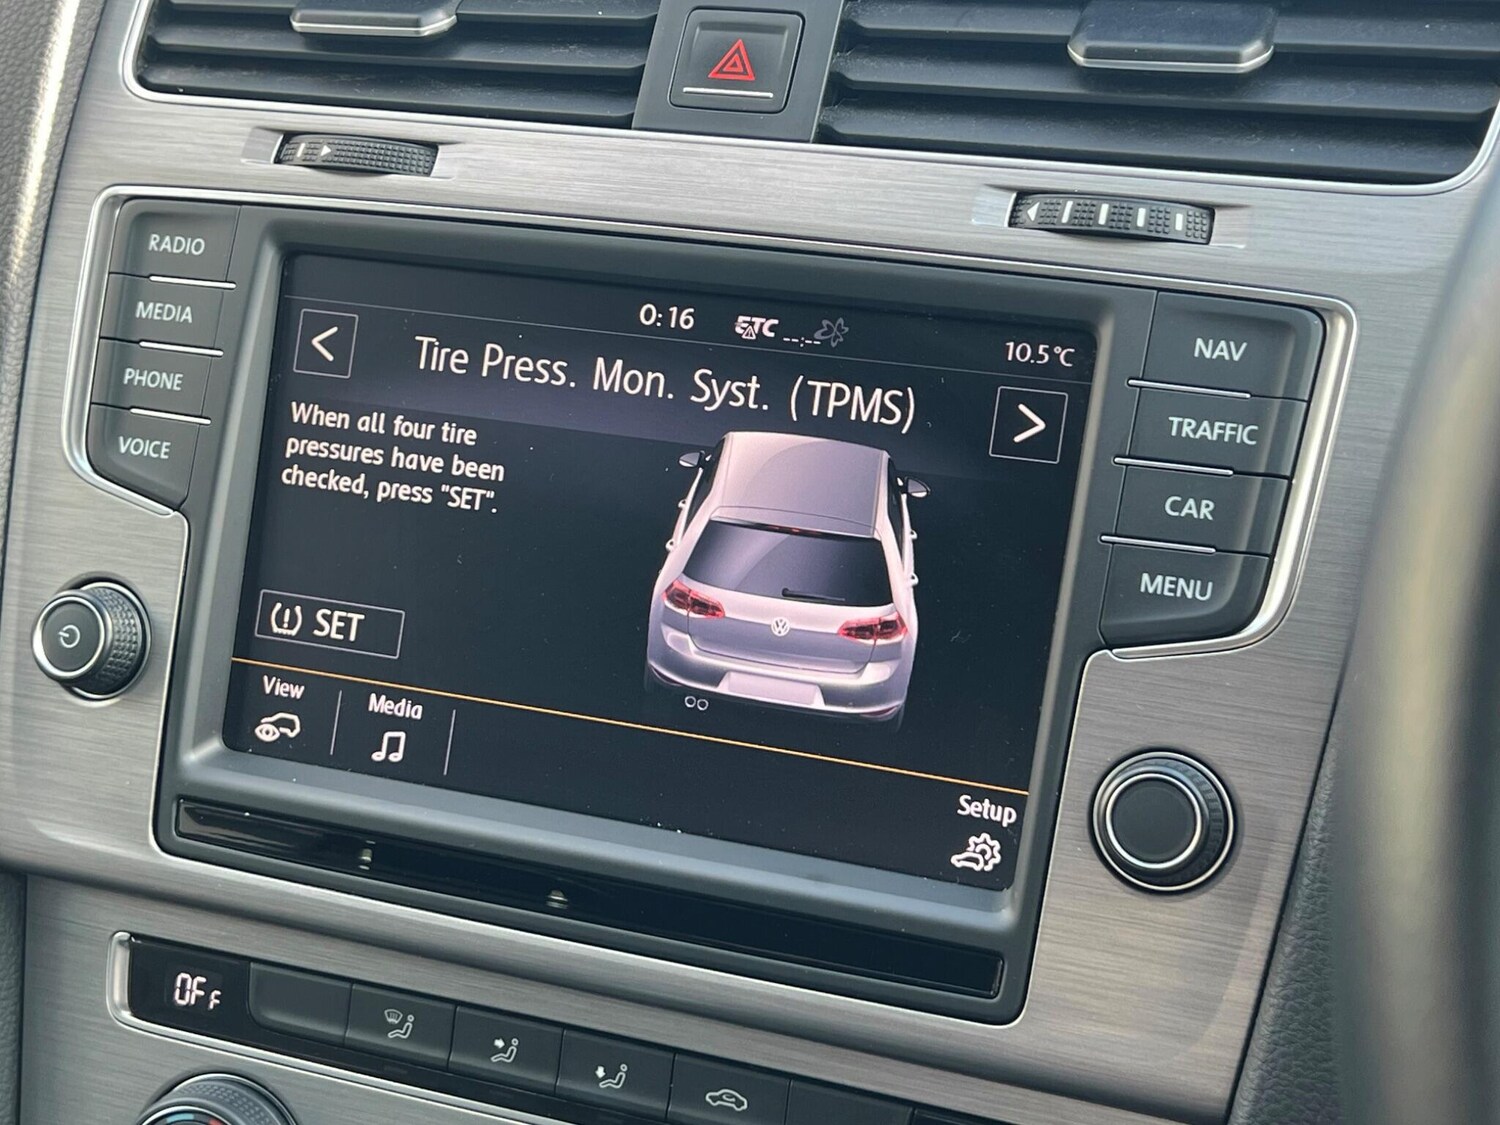 RADIO
MEDIA
PHONE
VOICE
0:16
ETC
--:--
10.5°C
Tire Press. Mon. Syst. (TPMS)
When all four tire
pressures have been
checked, press "SET".
SET
View
Media
Setup
NAV
TRAFFIC
CAR
MENU
OFF